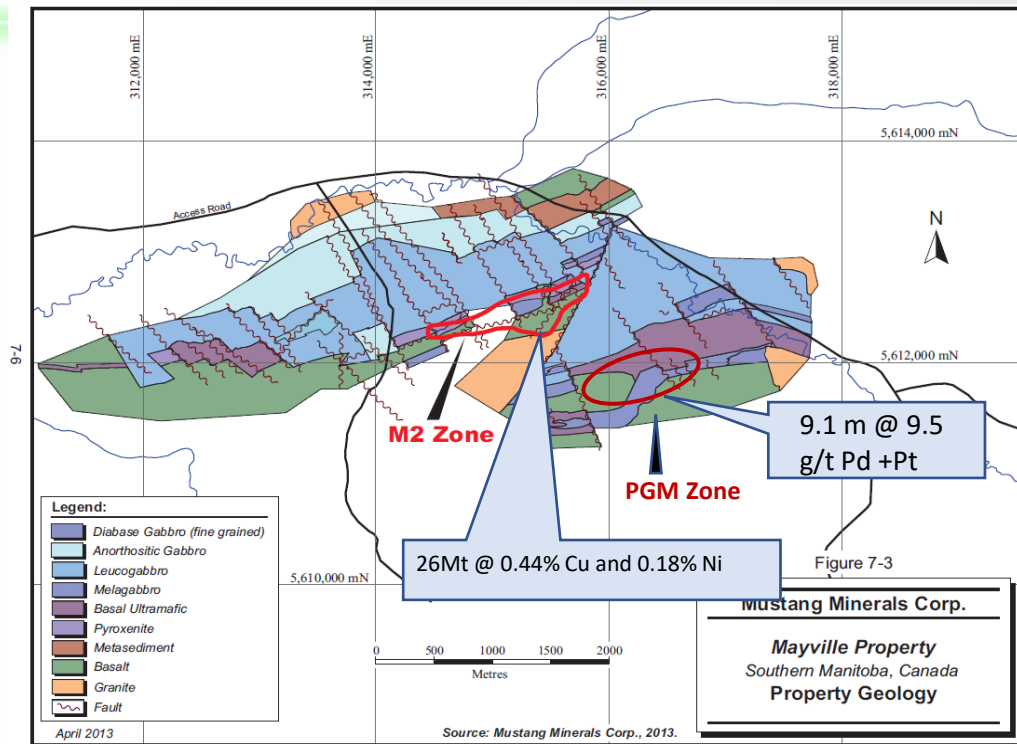 312,000 mE
314,000 mE
316,000 mE
318,000 mE
5,614,000 mN
Access Road
N
7-6
5,612,000 mN
M2 Zone
9.1 m @ 9.5
g/t Pd +Pt
PGM Zone
Legend:
Diabase Gabbro (fine grained)
Anorthositic Gabbro
Leucogabbro
Melagabbro
Basal Ultramafic
Pyroxenite
Metasediment
Basalt
Granite
Fault
26Mt @ 0.44% Cu and 0.18% Ni
5,610,000 mN
Figure 7-3
Mustang Minerals Corp.
Mayville Property
Southern Manitoba, Canada
Property Geology
0 500 1000 1500 2000
Metres
April 2013
Source: Mustang Minerals Corp., 2013.